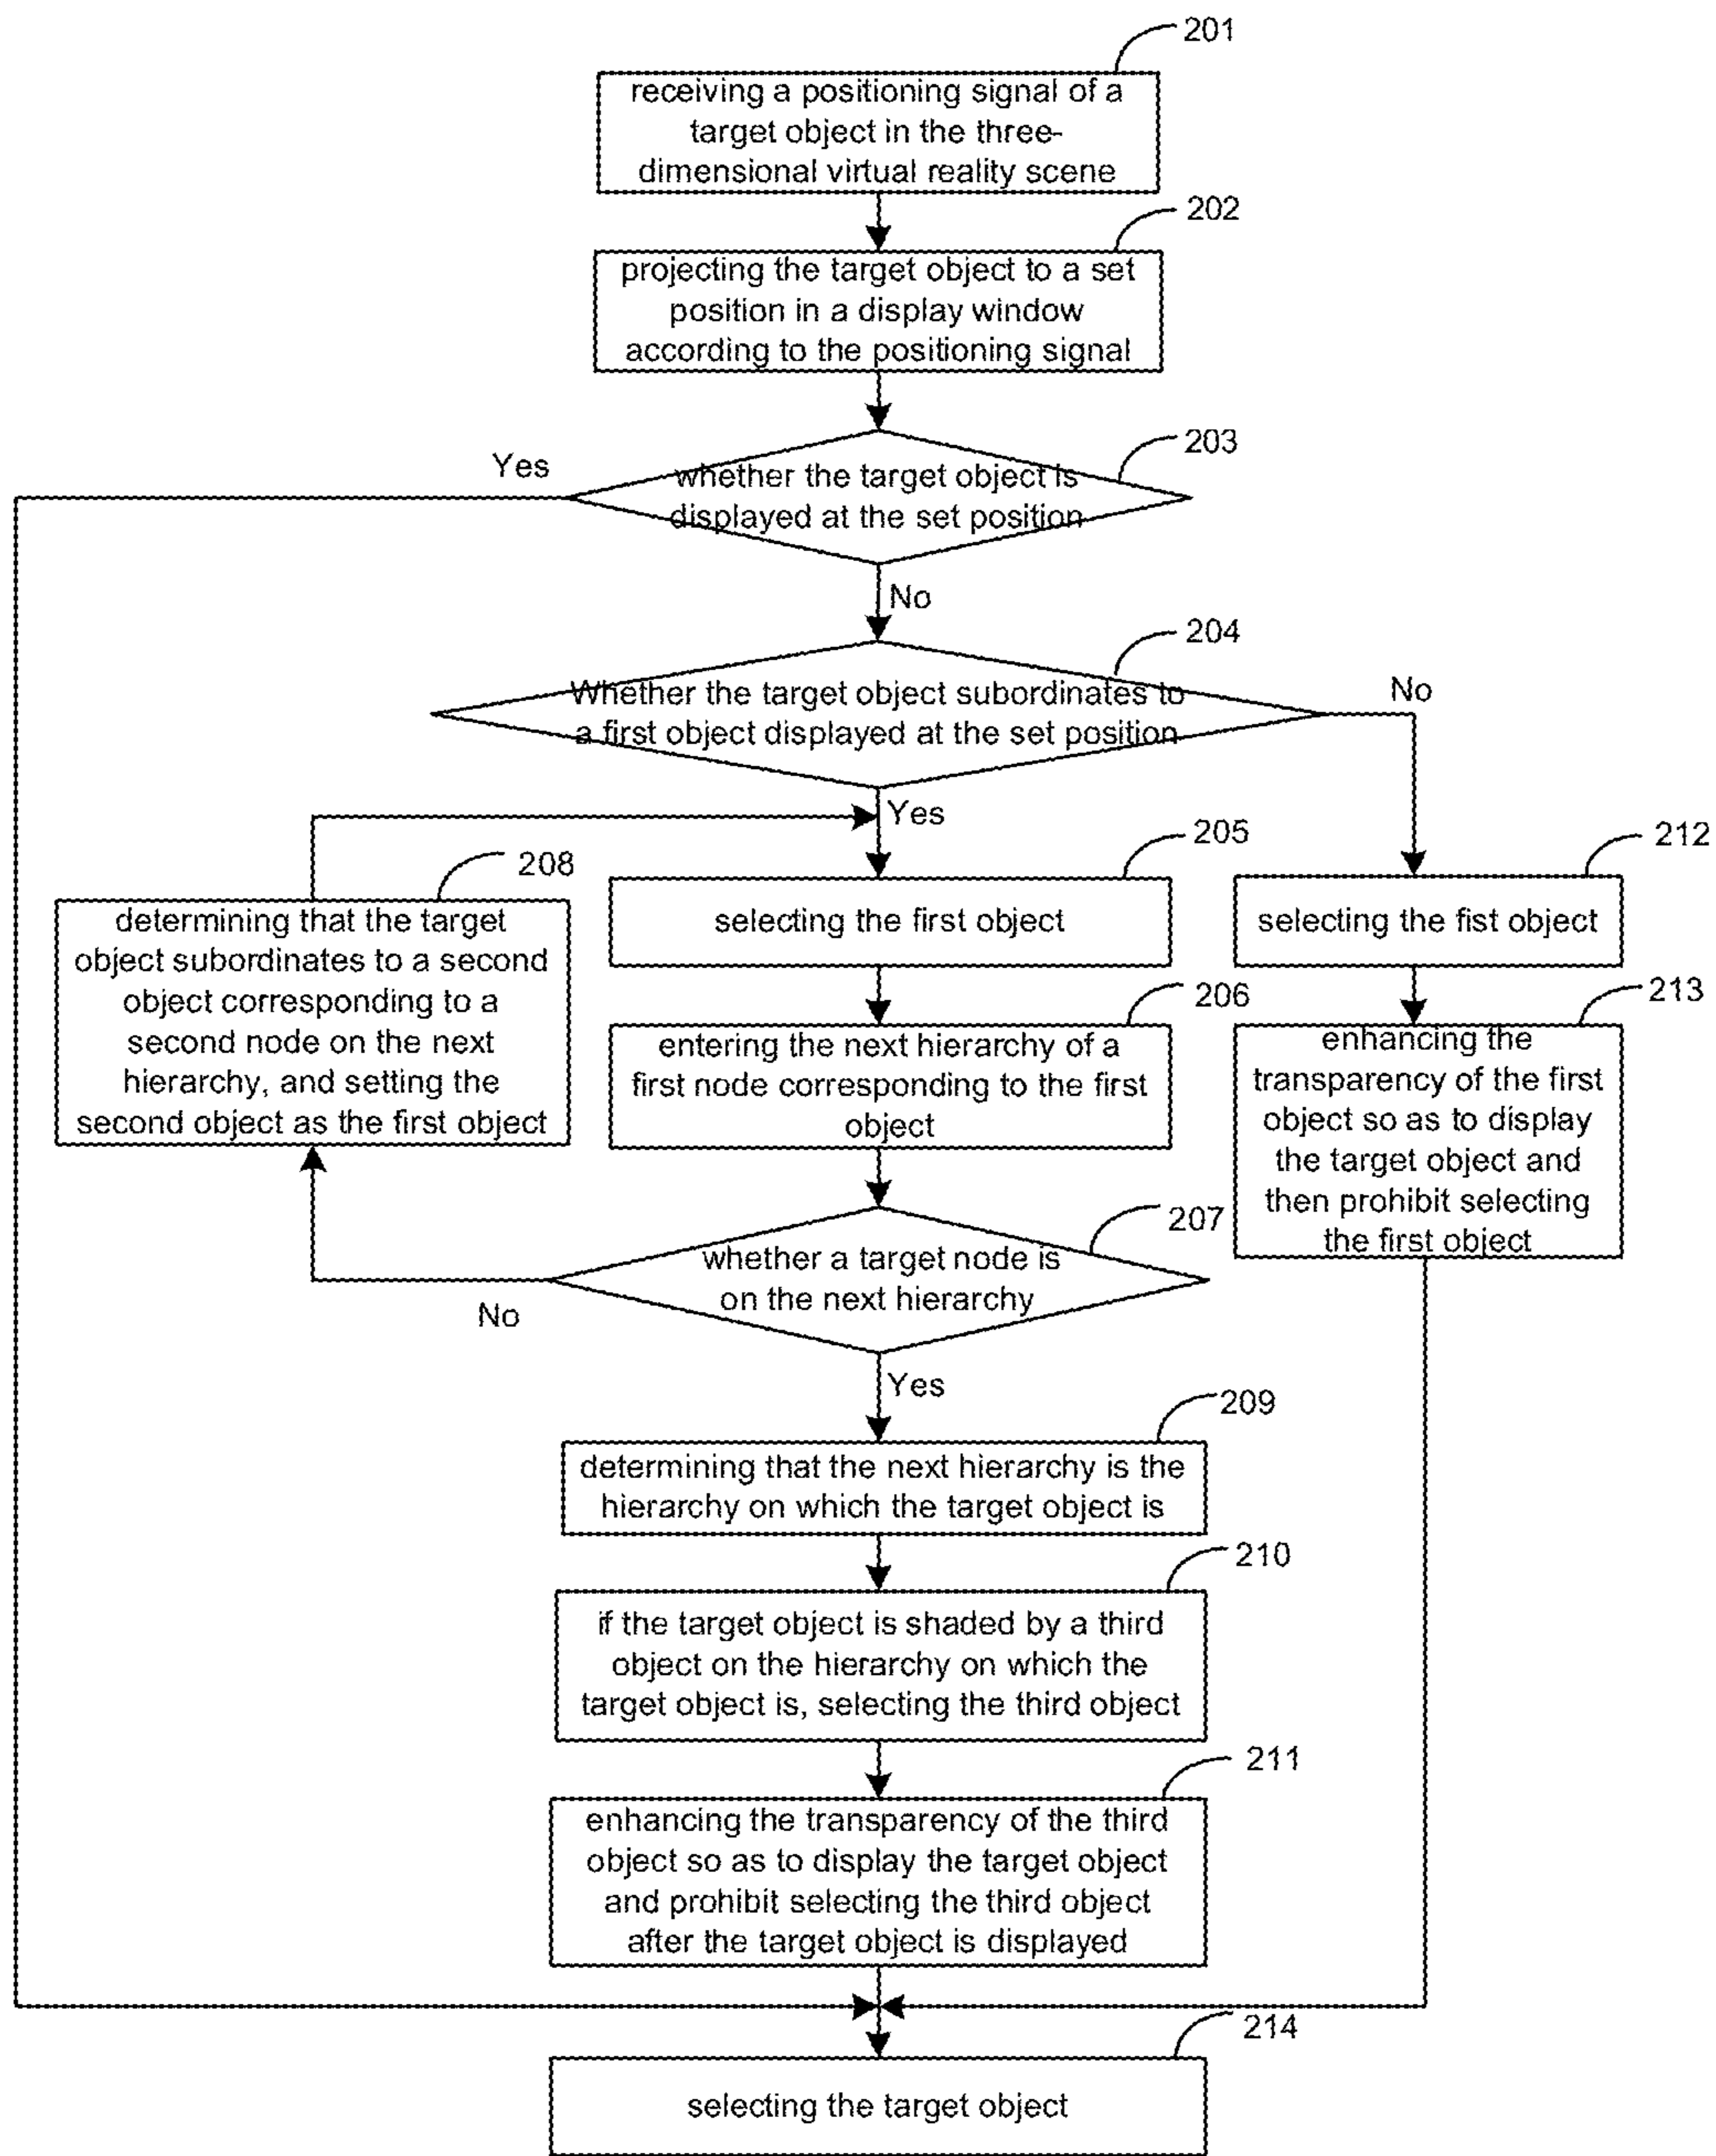 201
receiving a positioning signal of a
target object in the three-
dimensional virtual reality scene
202
projecting the target object to a set
position in a display window
according to the positioning signal
203
Yes
whether the target object is
displayed at the set position
No
204
Whether the target object subordinates to
a first object displayed at the set position
No
Yes
205
selecting the first object
212
selecting the fist object
208
determining that the target
object subordinates to a second
object corresponding to a
second node on the next
hierarchy, and setting the
second object as the first object
206
entering the next hierarchy of a
first node corresponding to the first
object
213
enhancing the
transparency of the first
object so as to display
the target object and
then prohibit selecting
the first object
207
whether a target node is
on the next hierarchy
No
Yes
209
determining that the next hierarchy is the
hierarchy on which the target object is
210
if the target object is shaded by a third
object on the hierarchy on which the
target object is, selecting the third object
211
enhancing the transparency of the third
object so as to display the target object
and prohibit selecting the third object
after the target object is displayed
214
selecting the target object